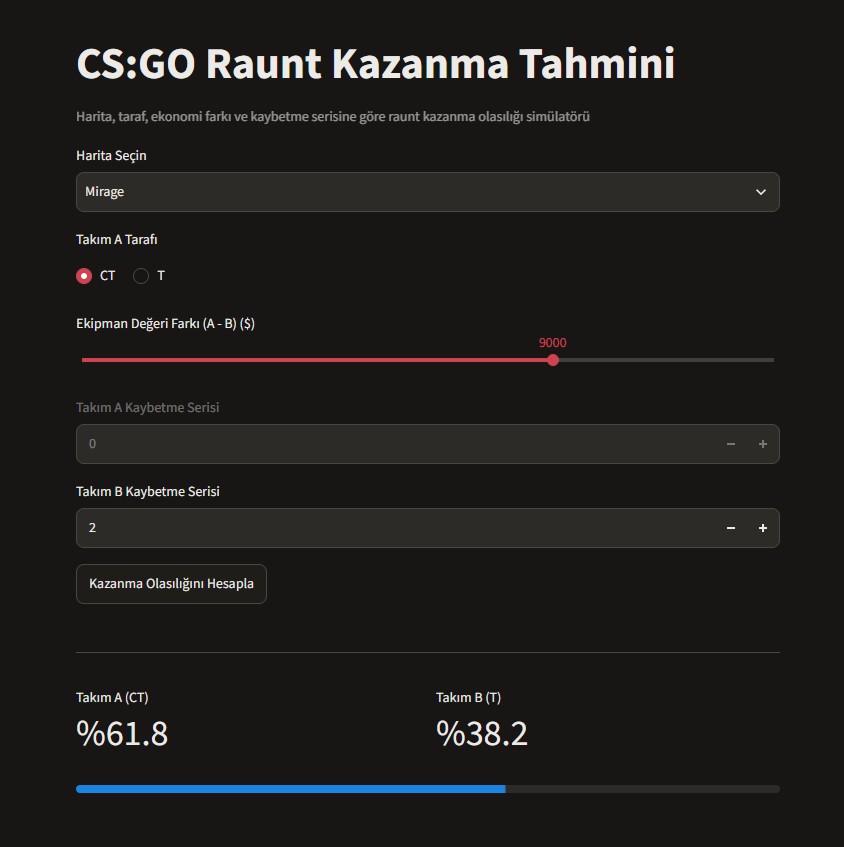 CS:GO Raunt Kazanma Tahmini
Harita, taraf, ekonomi farkı ve kaybetme serisine göre raunt kazanma olasılığı simülatörü
Harita Seçin
Mirage
Takım A Tarafı
CT
T
Ekipman Değeri Farkı (A - B) ($)
9000
Takım A Kaybetme Serisi
0
Takım B Kaybetme Serisi
2
Kazanma Olasılığını Hesapla
Takım A (CT)
Takım B (T)
%61.8
%38.2